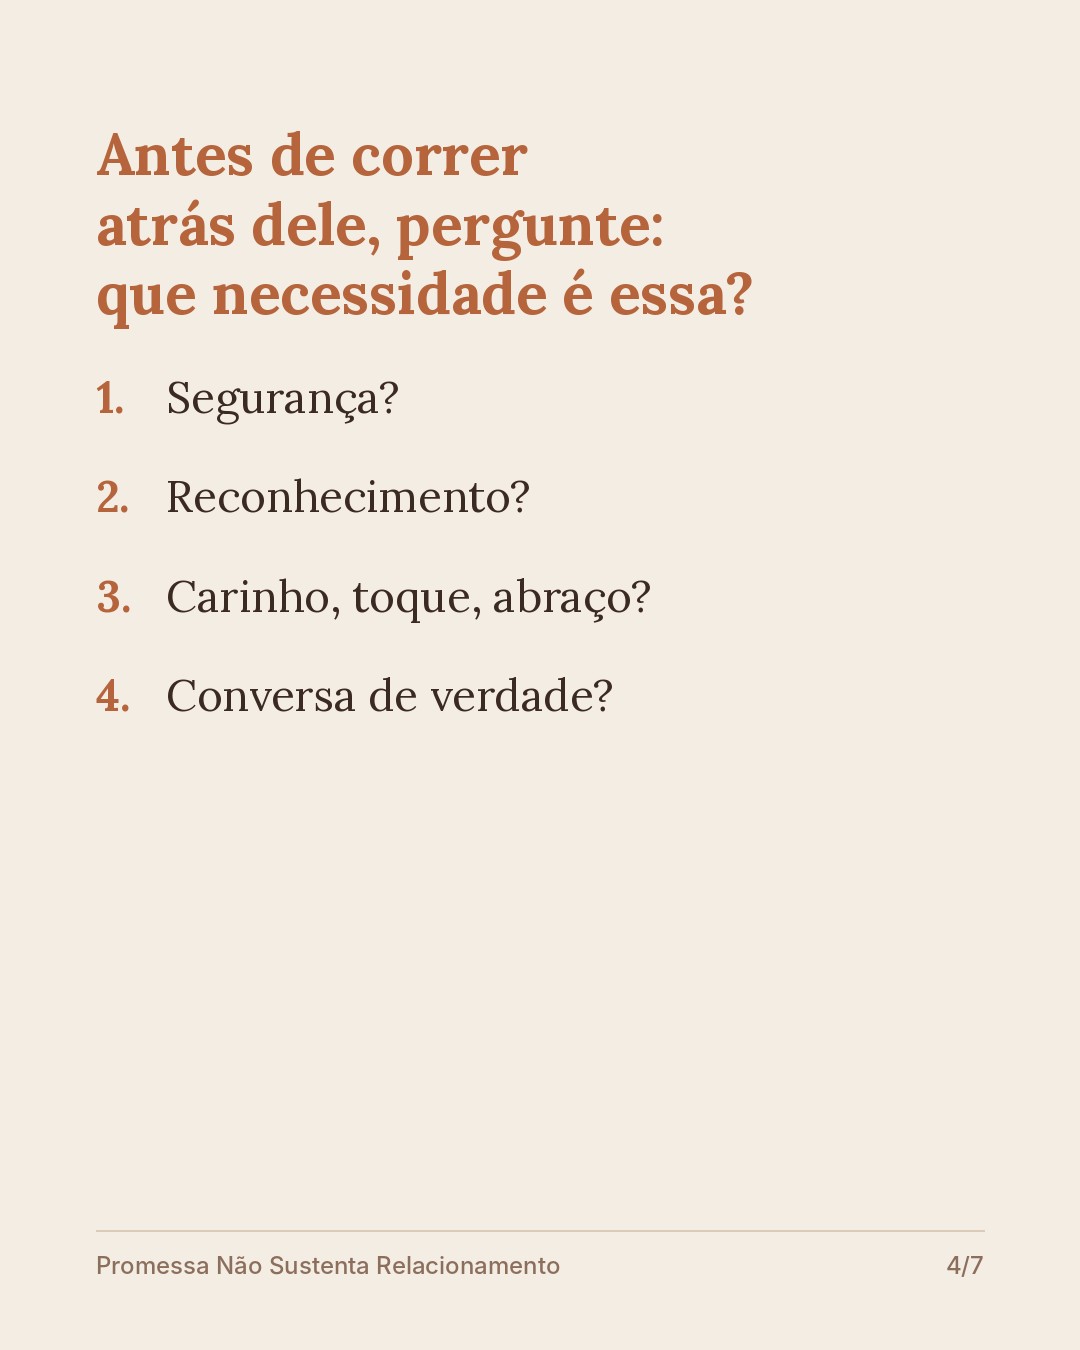 Antes de correr
atrás dele, pergunte:
que necessidade é essa?
1. Segurança?
2. Reconhecimento?
3. Carinho, toque, abraço?
4. Conversa de verdade?
Promessa Não Sustenta Relacionamento 4/7